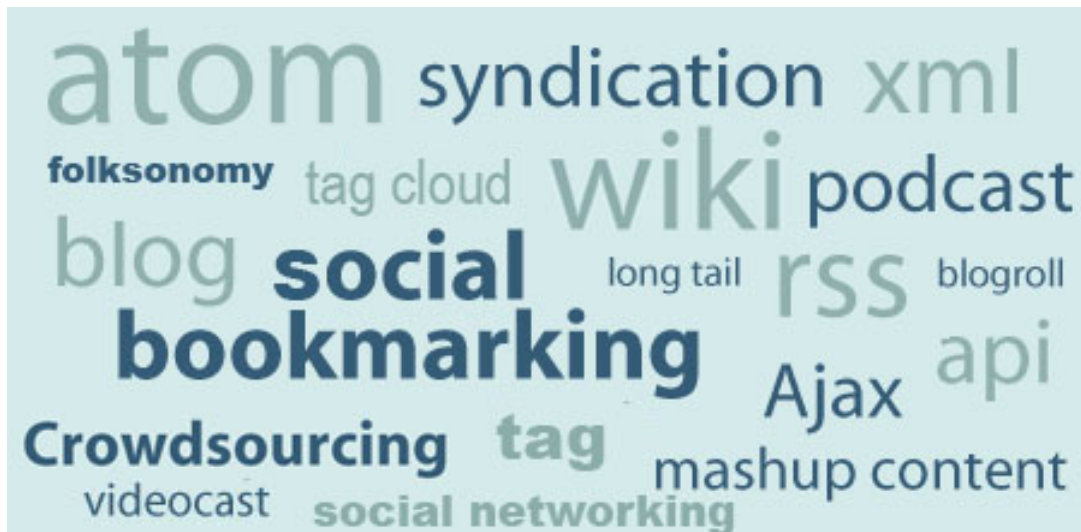 atom syndication xml
folksonomy tag cloud wiki podcast
blog social long tail rss blogroll
bookmarking Ajax api
Crowdsourcing tag mashup content
videocast social networking